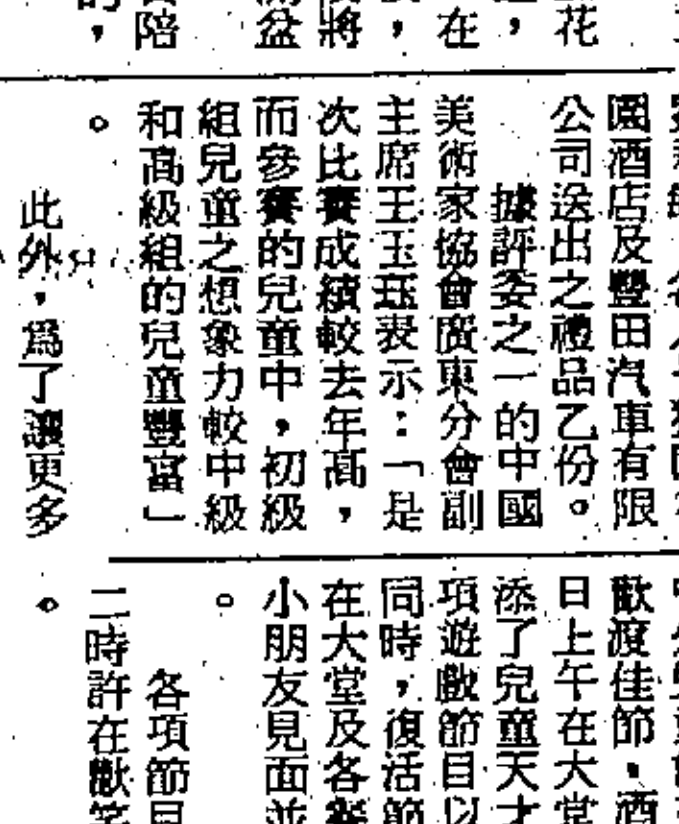 花
，
在
，
將
盆
陪
，
園酒店及豐田汽車有限
公司送出之禮品乙份。
據評委之一的中國
美術家協會廣東分會副
主席王玉珏表示：「是
次比賽成績較去年高，
而參賽的兒童中，初級
組兒童之想象力較中級
和高級組的兒童豐富」
。
此外，爲了讓更多
歡渡佳節，酒
日上午在大堂
添了兒童天才
項遊戲節目以
同時，復活節
在大堂及各餐
小朋友見面並
。
各項節目
二時許在歡笑
。